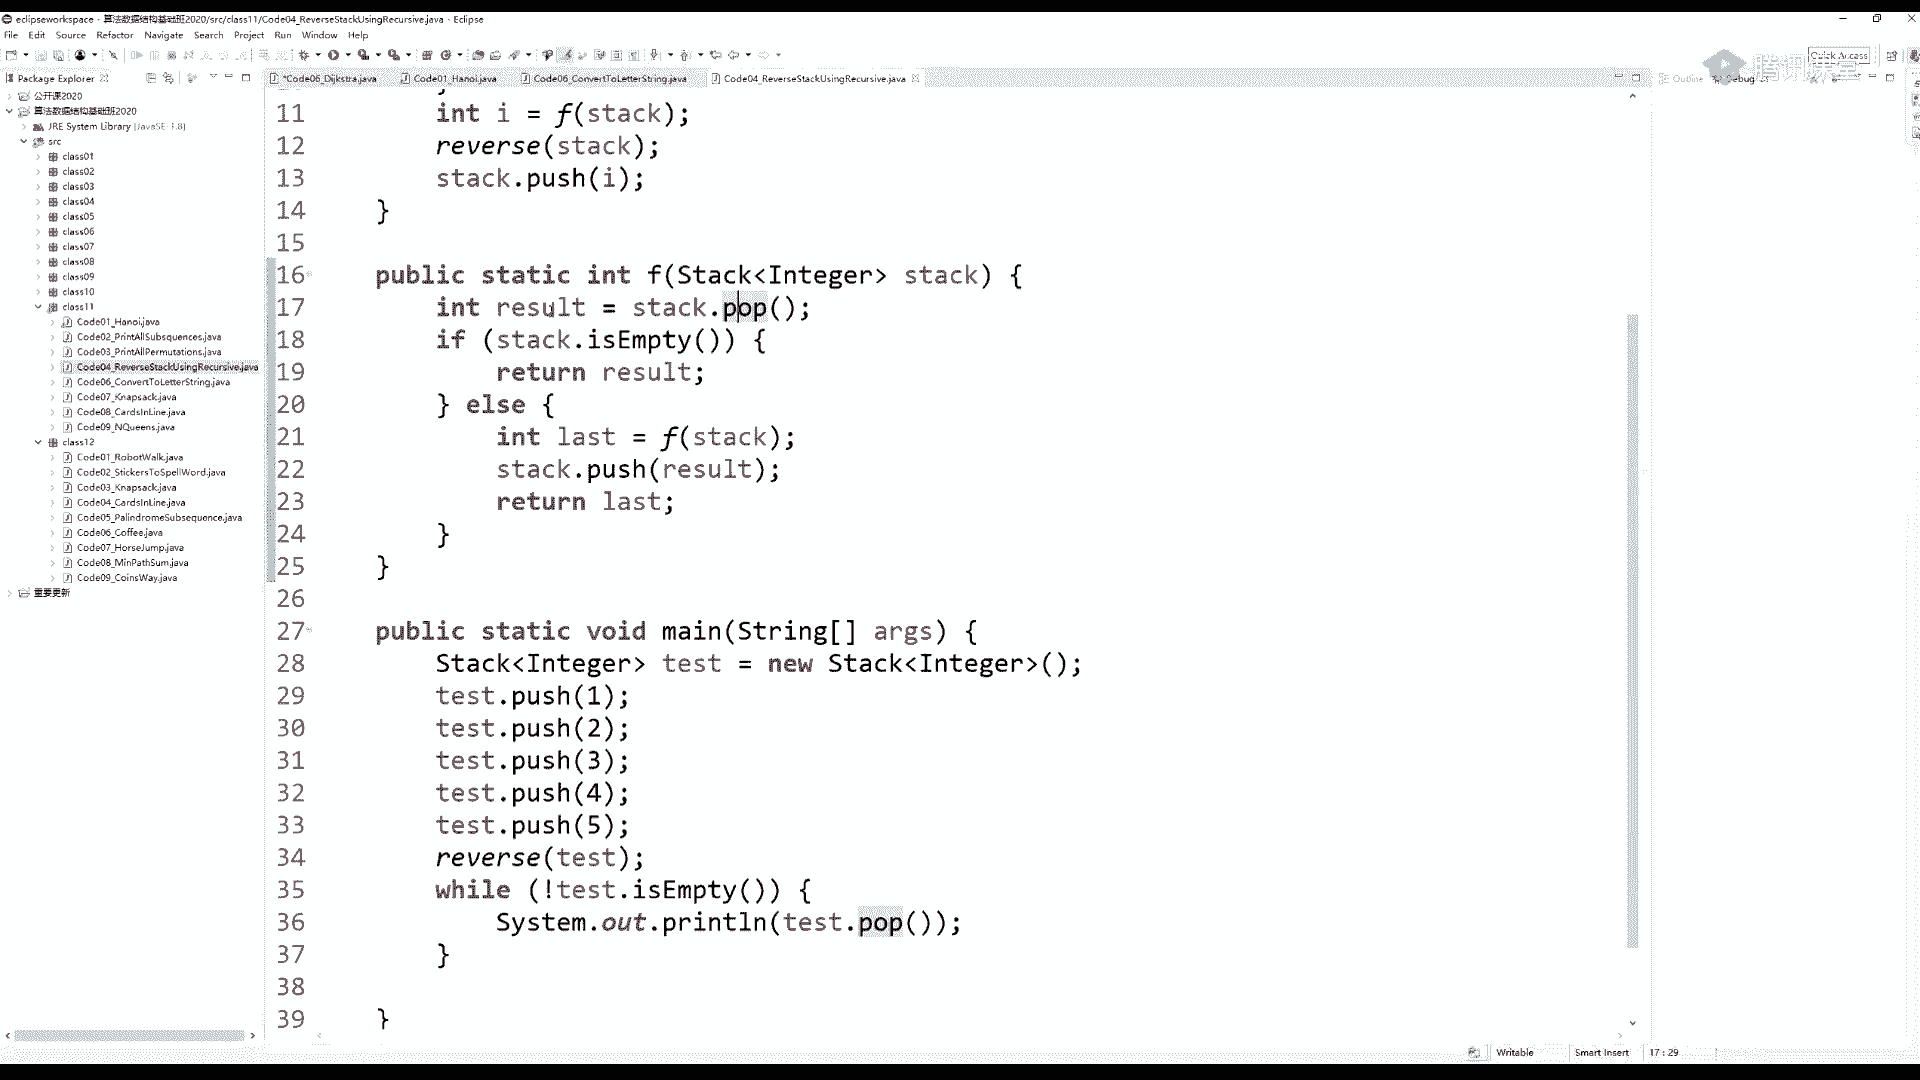 eclipseworkspace - 算法数据结构基础班2020/src/class11/Code04_ReverseStackUsingRecursive.java - Eclipse
File Edit Source Refactor Navigate Search Project Run Window Help
Quick Access
腾讯课堂
Package Explorer
*Code06_Dijkstra.java Code01_Hanoi.java Code06_ConvertToLetterString.java Code04_ReverseStackUsingRecursive.java
Outline Debug
公开课2020
算法数据结构基础班2020
JRE System Library [JavaSE-1.8]
src
class01
class02
class03
class04
class05
class06
class07
class08
class09
class10
class11
Code01_Hanoi.java
Code02_PrintAllSubsquences.java
Code03_PrintAllPermutations.java
Code04_ReverseStackUsingRecursive.java
Code06_ConvertToLetterString.java
Code07_Knapsack.java
Code08_CardsInLine.java
Code09_NQueens.java
class12
Code01_RobotWalk.java
Code02_StickersToSpellWord.java
Code03_Knapsack.java
Code04_CardsInLine.java
Code05_PalindromeSubsequence.java
Code06_Coffee.java
Code07_HorseJump.java
Code08_MinPathSum.java
Code09_CoinsWay.java
重要更新
11 int i = f(stack);
12 reverse(stack);
13 stack.push(i);
14 }
15
16 public static int f(Stack<Integer> stack) {
17 int result = stack.pop();
18 if (stack.isEmpty()) {
19 return result;
20 } else {
21 int last = f(stack);
22 stack.push(result);
23 return last;
24 }
25 }
26
27 public static void main(String[] args) {
28 Stack<Integer> test = new Stack<Integer>();
29 test.push(1);
30 test.push(2);
31 test.push(3);
32 test.push(4);
33 test.push(5);
34 reverse(test);
35 while (!test.isEmpty()) {
36 System.out.println(test.pop());
37 }
38
39 }
Writable Smart Insert 17 : 29